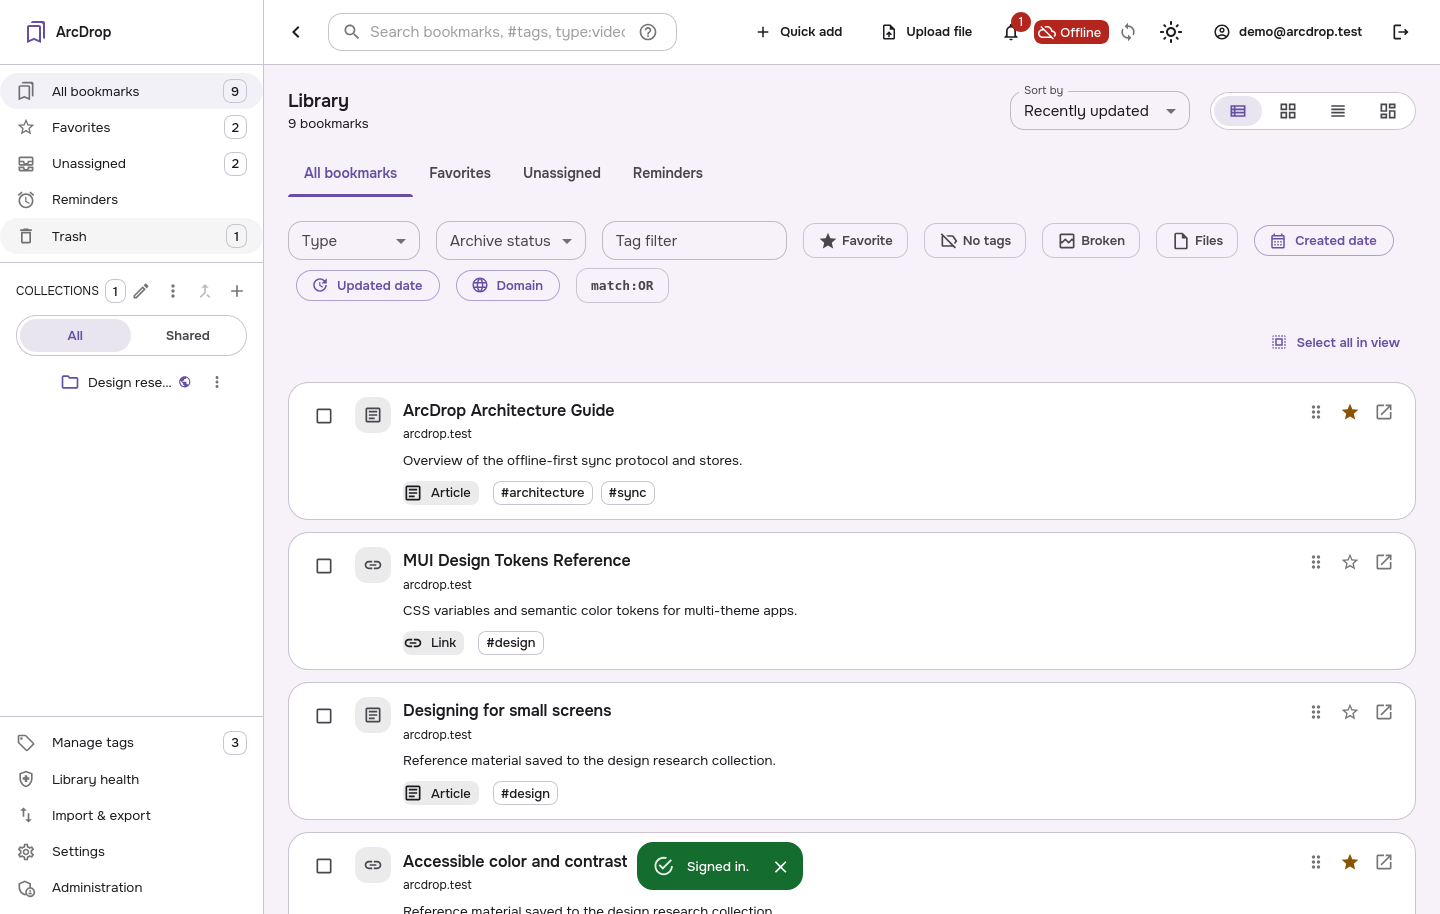 ArcDrop
Search bookmarks, #tags, type:video
Quick add
Upload file
1
Offline
demo@arcdrop.test
All bookmarks 9
Favorites 2
Unassigned 2
Reminders
Trash 1
COLLECTIONS 1
All
Shared
Design rese...
Manage tags 3
Library health
Import & export
Settings
Administration
Library
9 bookmarks
Sort by
Recently updated
All bookmarks
Favorites
Unassigned
Reminders
Type
Archive status
Tag filter
Favorite
No tags
Broken
Files
Created date
Updated date
Domain
match:OR
Select all in view
ArcDrop Architecture Guide
arcdrop.test
Overview of the offline-first sync protocol and stores.
Article #architecture #sync
MUI Design Tokens Reference
arcdrop.test
CSS variables and semantic color tokens for multi-theme apps.
Link #design
Designing for small screens
arcdrop.test
Reference material saved to the design research collection.
Article #design
Accessible color and contrast
arcdrop.test
Reference material saved to the design research collection.
Signed in.